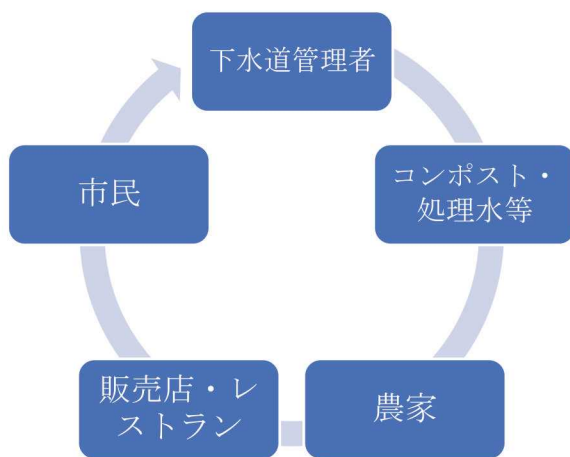 下水道管理者
コンポスト・
処理水等
農家
販売店・レ
ストラン
市民